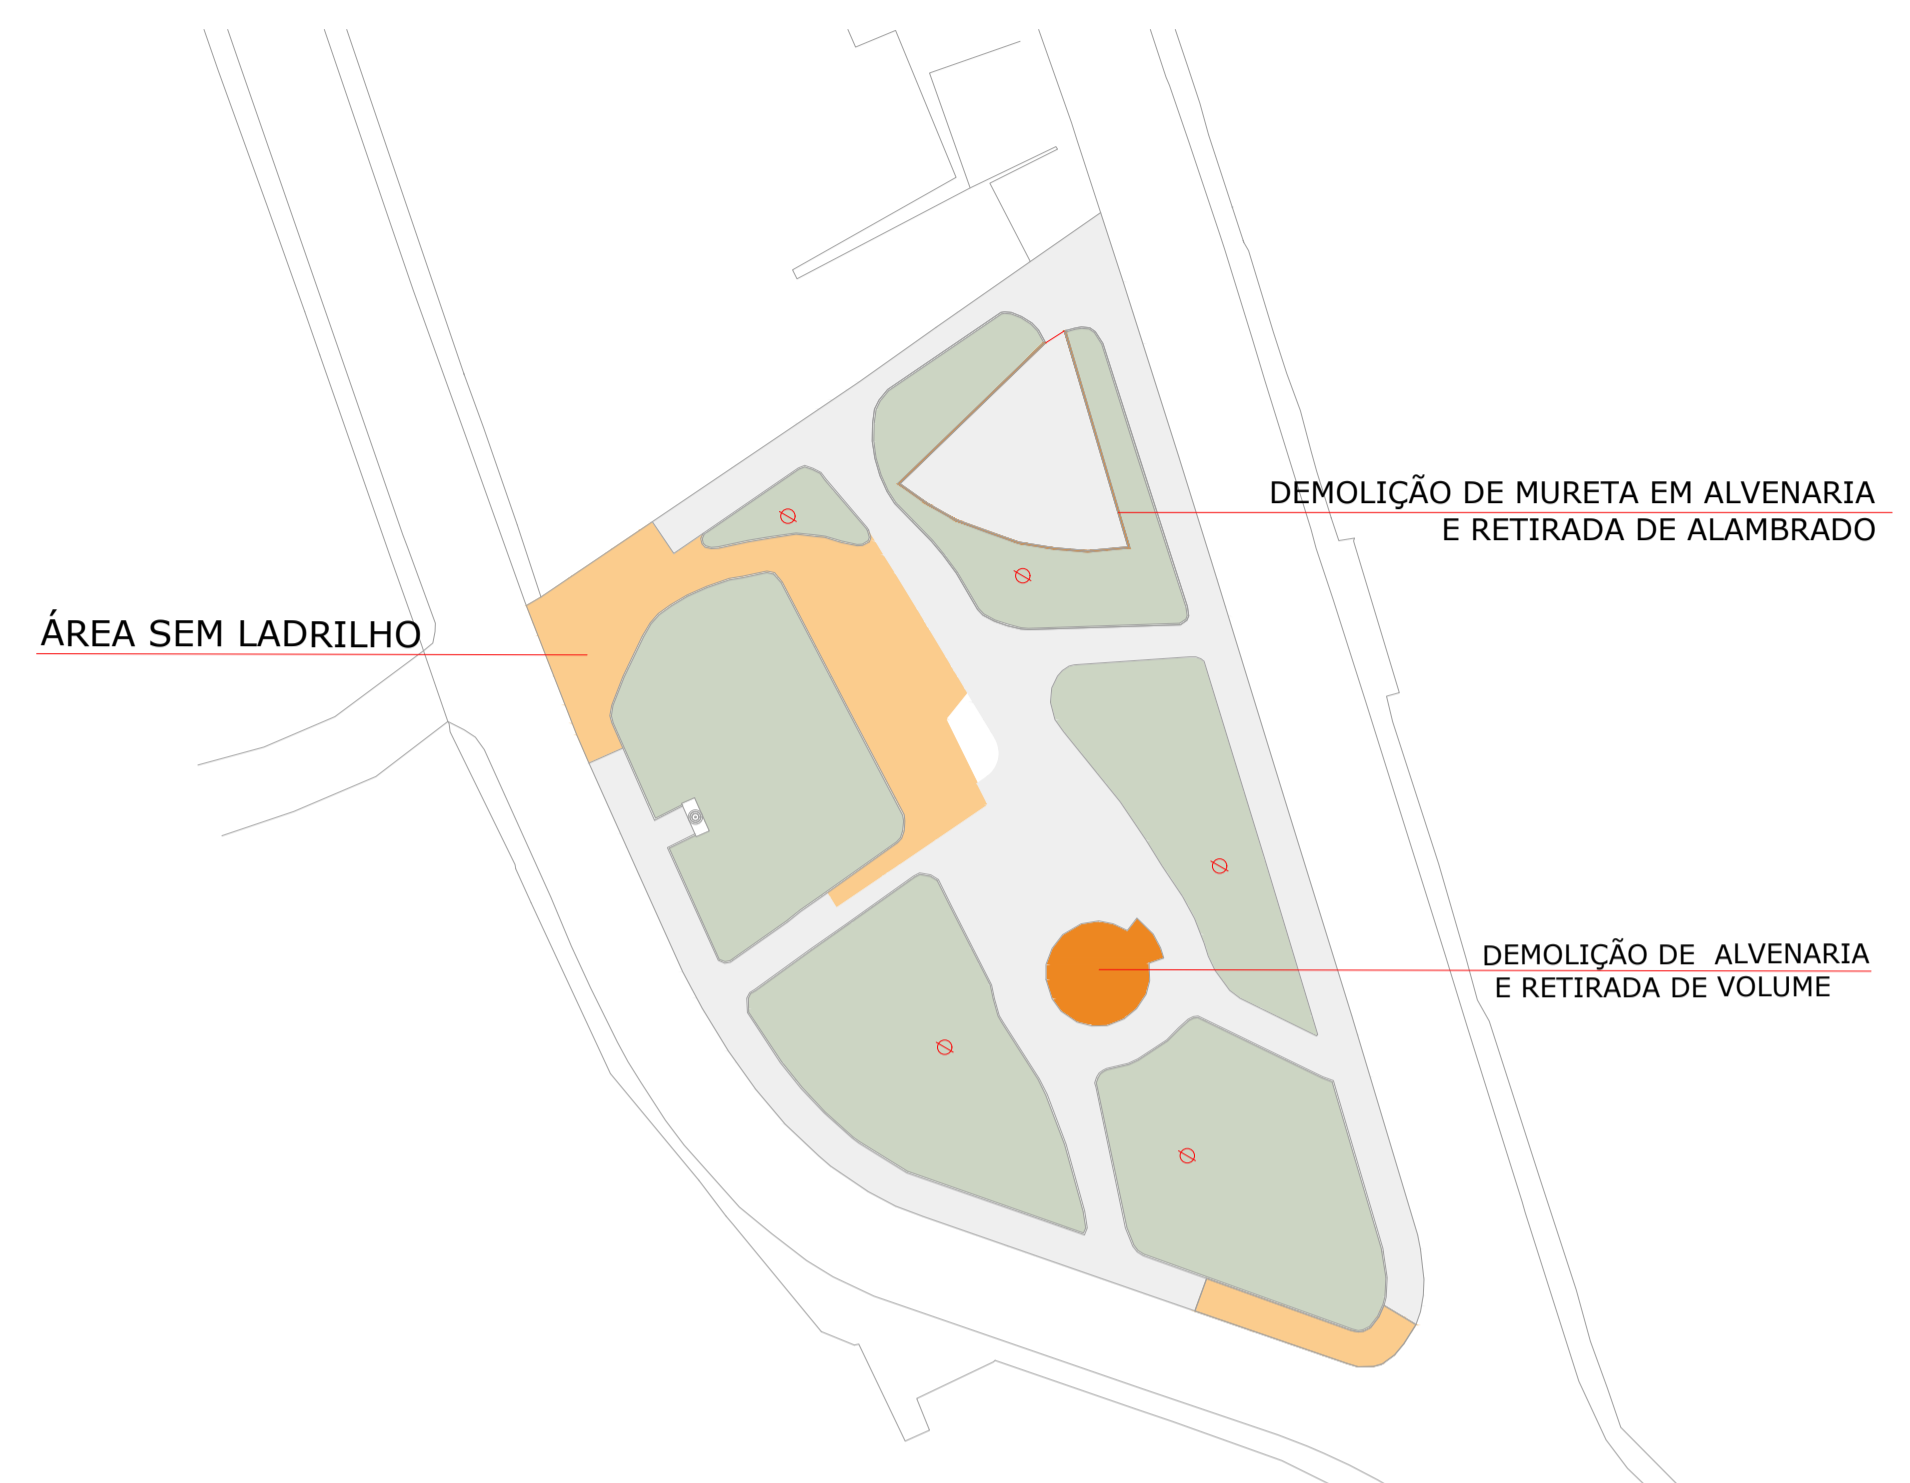 DEMOLIÇÃO DE MURETA EM ALVENARIA
E RETIRADA DE ALAMBRADO
ÁREA SEM LADRILHO
DEMOLIÇÃO DE ALVENARIA
E RETIRADA DE VOLUME